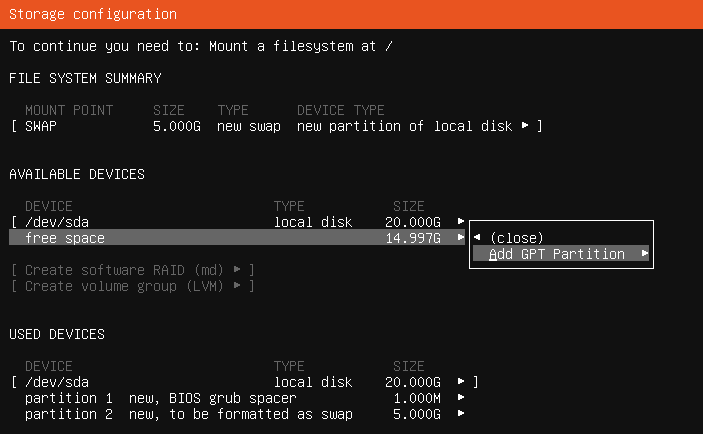 Storage configuration
To continue you need to: Mount a filesystem at /
FILE SYSTEM SUMMARY
MOUNT POINT SIZE TYPE DEVICE TYPE
[ SWAP 5.000G new swap new partition of local disk ▸ ]
AVAILABLE DEVICES
DEVICE TYPE SIZE
[ /dev/sda local disk 20.000G ▸
free space 14.997G ▸
◂ (close)
Add GPT Partition ▸
[ Create software RAID (md) ▸ ]
[ Create volume group (LVM) ▸ ]
USED DEVICES
DEVICE TYPE SIZE
[ /dev/sda local disk 20.000G ▸ ]
partition 1 new, BIOS grub spacer 1.000M ▸
partition 2 new, to be formatted as swap 5.000G ▸